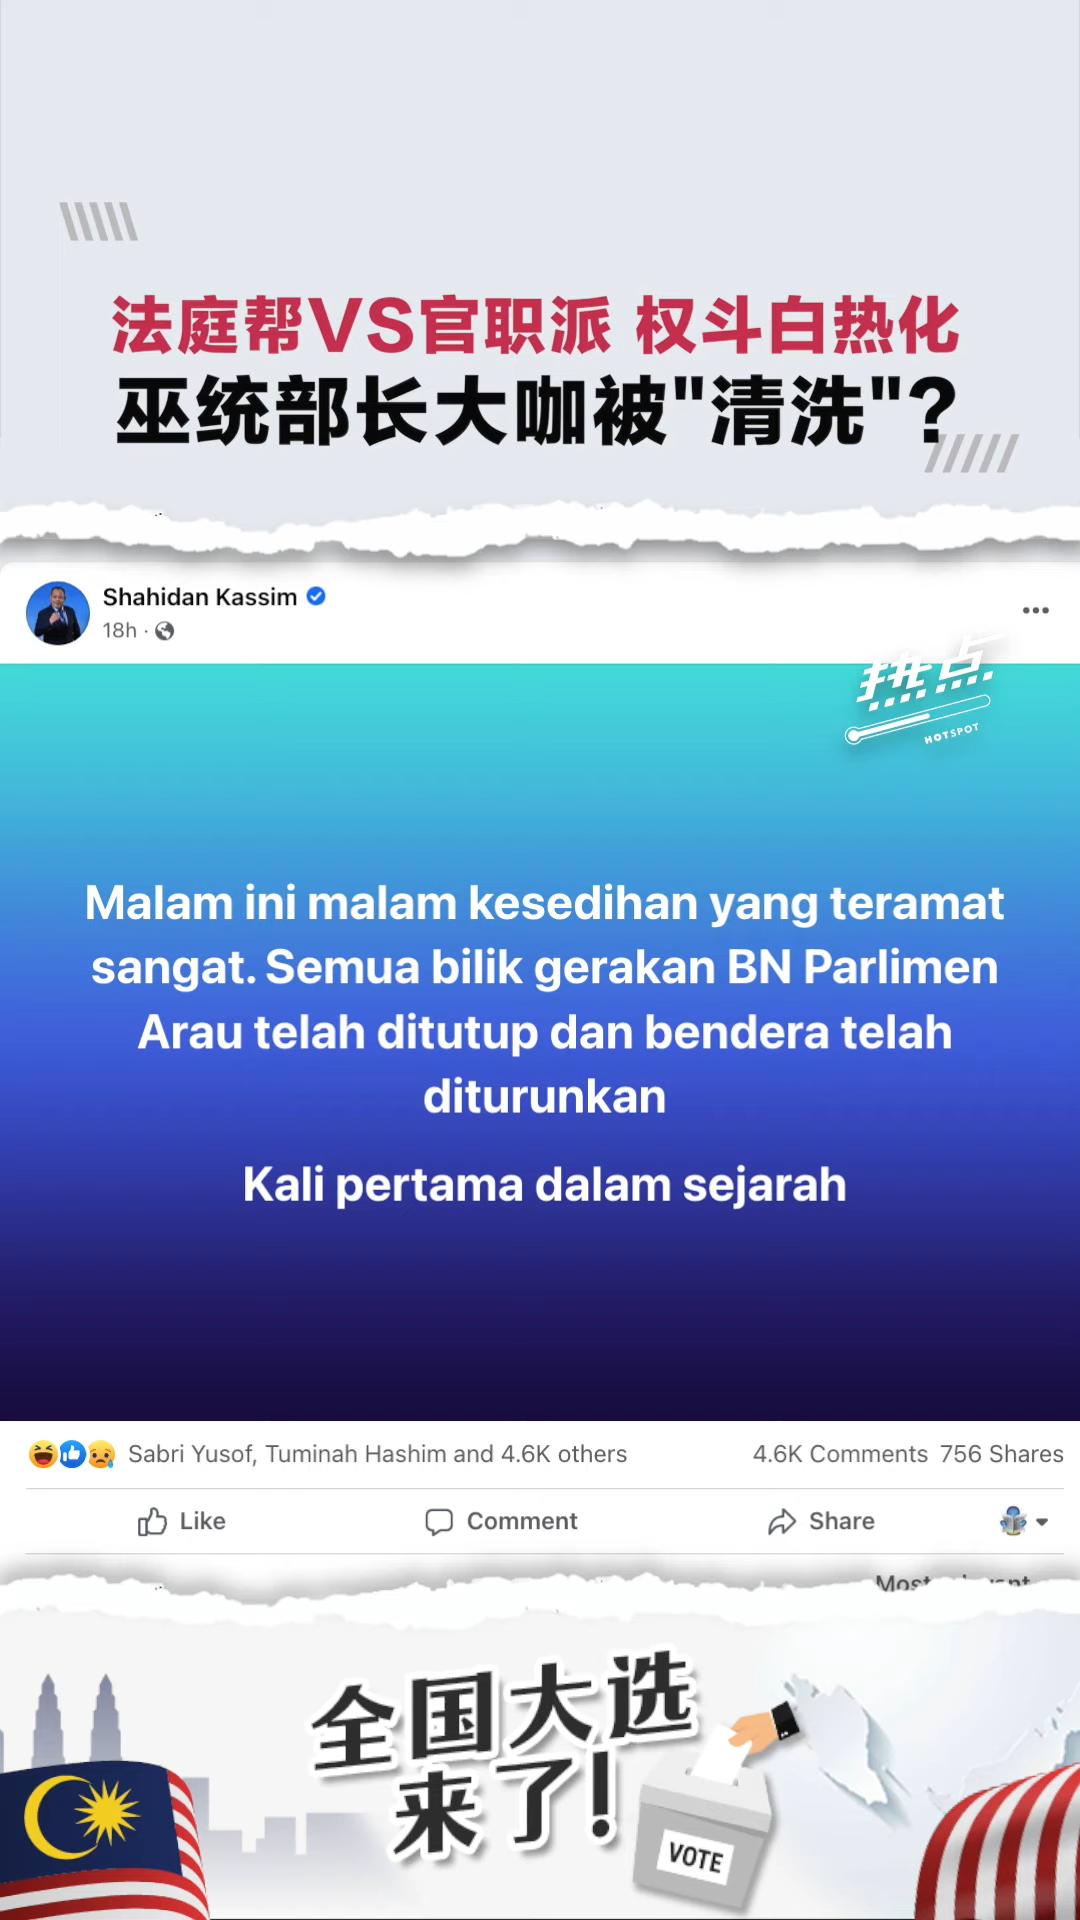 法庭帮VS官职派 权斗白热化
巫统部长大咖被"清洗"?
Shahidan Kassim
18h ·
热点
HOTSPOT
Malam ini malam kesedihan yang teramat
sangat. Semua bilik gerakan BN Parlimen
Arau telah ditutup dan bendera telah
diturunkan
Kali pertama dalam sejarah
Sabri Yusof, Tuminah Hashim and 4.6K others
4.6K Comments 756 Shares
Like
Comment
Share
全国大选
来了!
VOTE